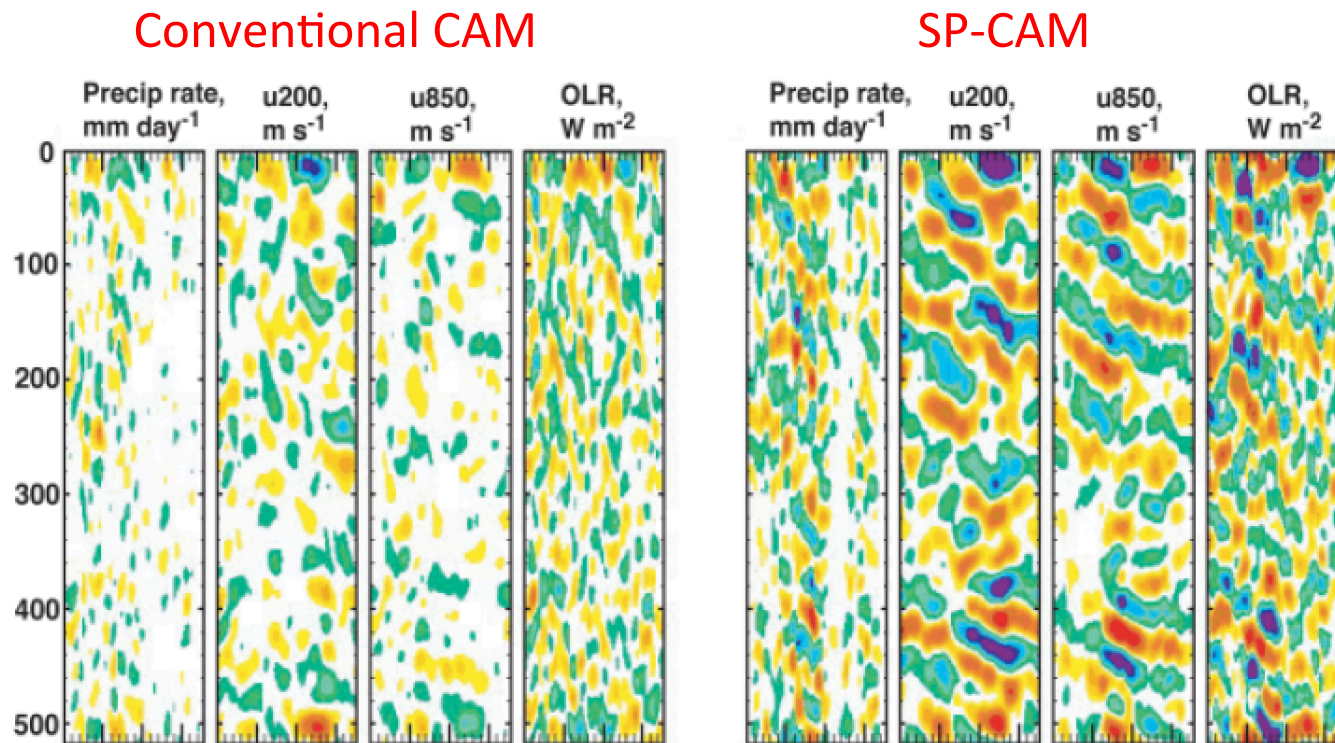 Conventional CAM
SP-CAM
Precip rate,
mm day⁻¹
u200,
m s⁻¹
u850,
m s⁻¹
OLR,
W m⁻²
Precip rate,
mm day⁻¹
u200,
m s⁻¹
u850,
m s⁻¹
OLR,
W m⁻²
0
100
200
300
400
500